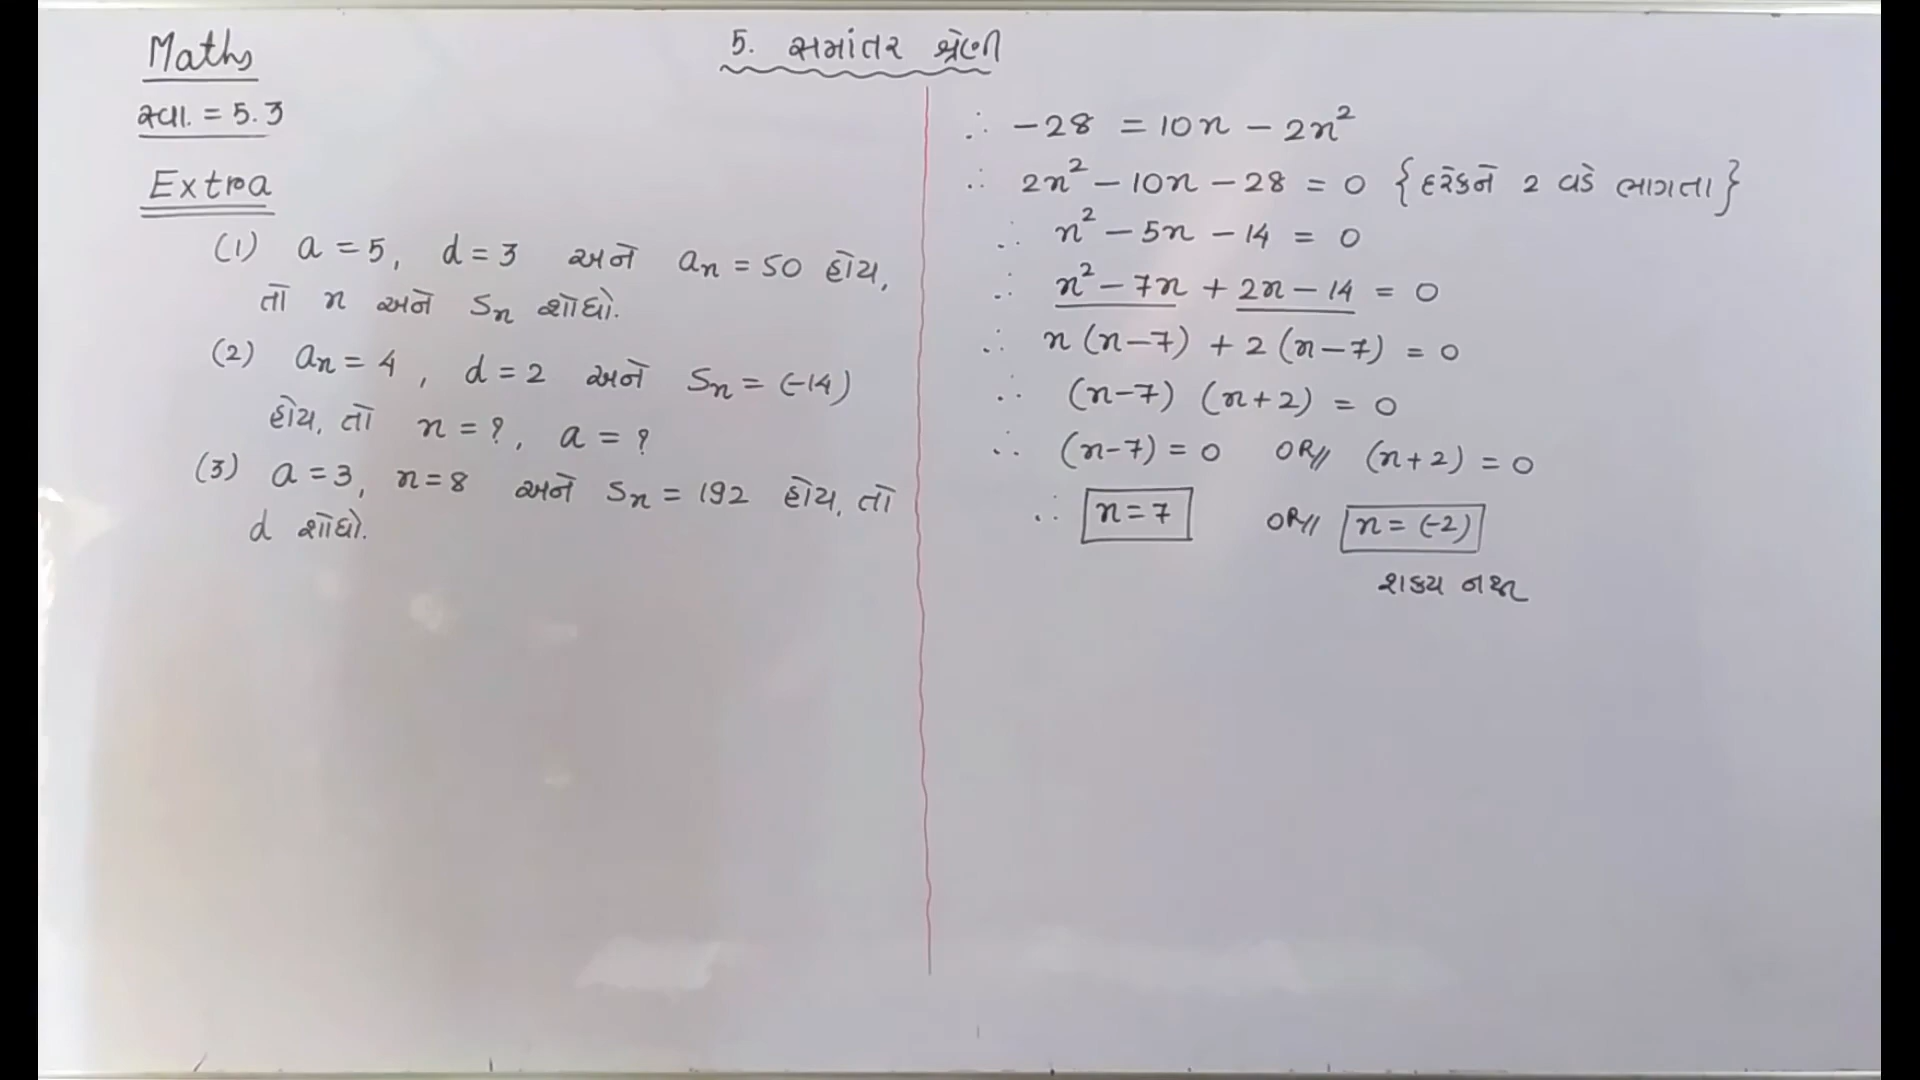 Maths
5. સમાંતર શ્રેણી
સ્વા. = 5.3
Extra
(1) a = 5, d = 3 અને an = 50 હોય,
તો n અને Sn શોધો.
(2) an = 4, d = 2 અને Sn = (-14)
હોય, તો n = ?, a = ?
(3) a = 3, n = 8 અને Sn = 192 હોય, તો
d શોધો.
∴ -28 = 10n - 2n²
∴ 2n² - 10n - 28 = 0 {દરેકને 2 વડે ભાગતા}
∴ n² - 5n - 14 = 0
∴ n² - 7n + 2n - 14 = 0
∴ n (n-7) + 2 (n-7) = 0
∴ (n-7) (n+2) = 0
∴ (n-7) = 0 OR// (n+2) = 0
∴ n = 7 OR// n = (-2)
શક્ય નથી